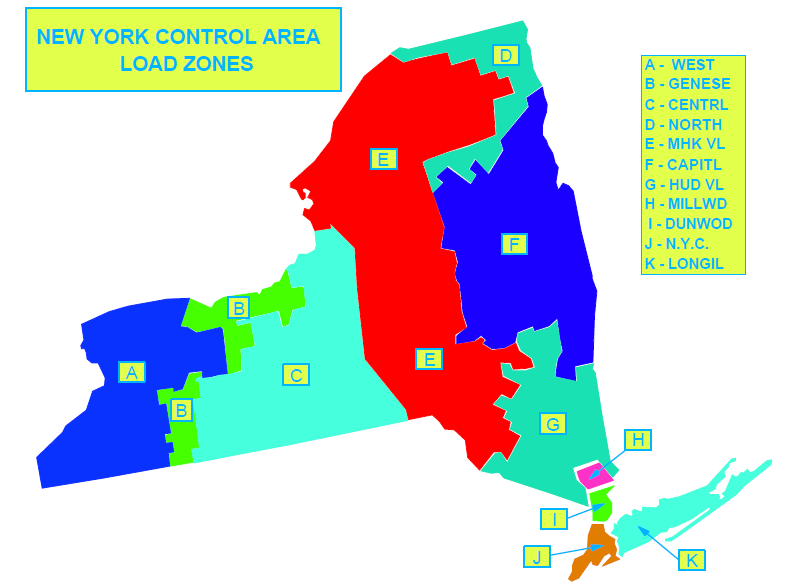 NEW YORK CONTROL AREA
LOAD ZONES
A - WEST
B - GENESE
C - CENTRL
D - NORTH
E - MHK VL
F - CAPITL
G - HUD VL
H - MILLWD
I - DUNWOD
J - N.Y.C.
K - LONGIL
D
E
F
B
A
E
C
B
G
H
I
J
K